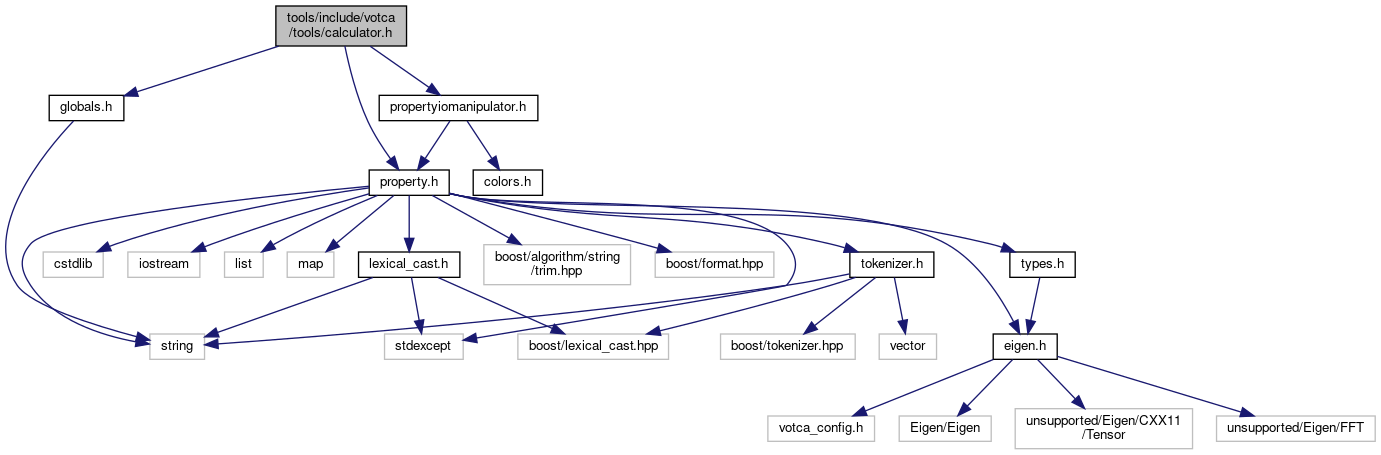 tools/include/votca
/tools/calculator.h
globals.h
propertyiomanipulator.h
property.h
colors.h
cstdlib
iostream
list
map
lexical_cast.h
boost/algorithm/string
/trim.hpp
boost/format.hpp
tokenizer.h
types.h
string
stdexcept
boost/lexical_cast.hpp
boost/tokenizer.hpp
vector
eigen.h
votca_config.h
Eigen/Eigen
unsupported/Eigen/CXX11
/Tensor
unsupported/Eigen/FFT